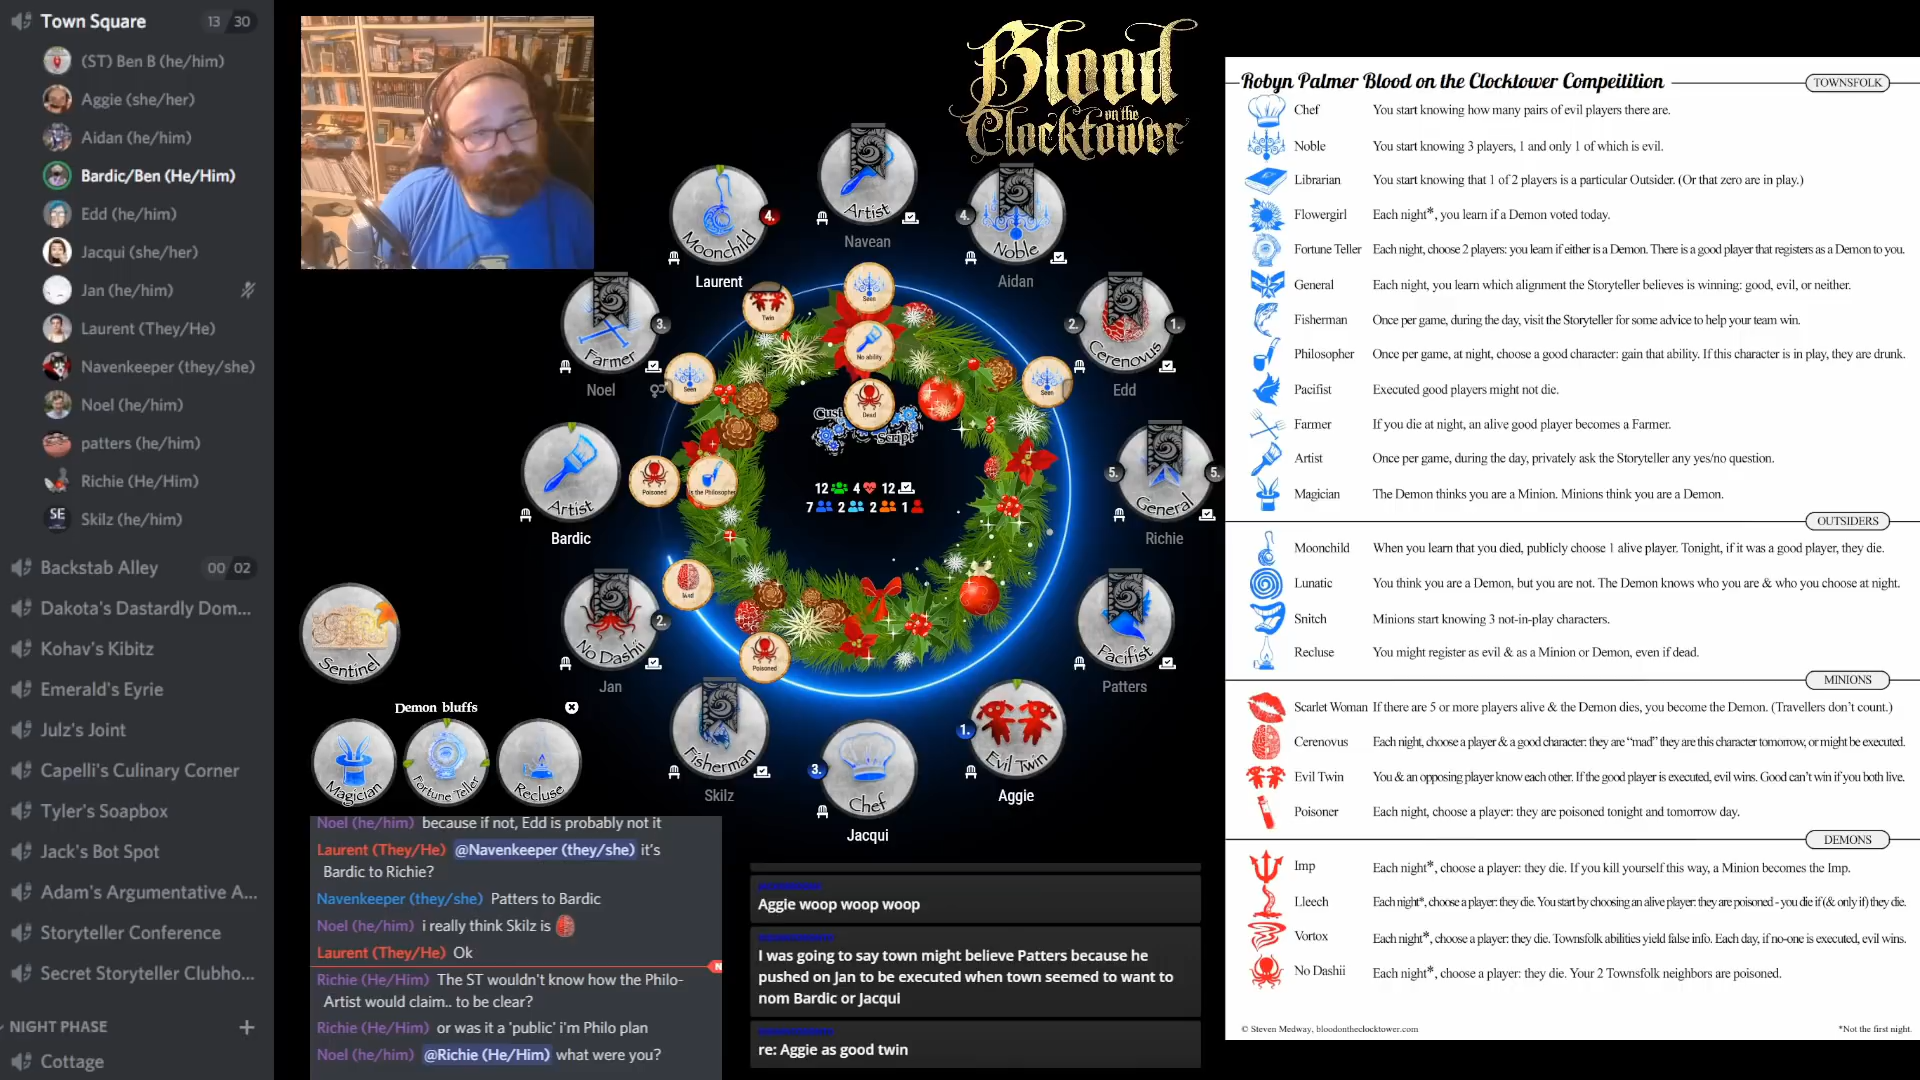 Town Square 13 / 30
(ST) Ben B (he/him)
Aggie (she/her)
Aidan (he/him)
Bardic/Ben (He/Him)
Edd (he/him)
Jacqui (she/her)
Jan (he/him)
Laurent (They/He)
Navenkeeper (they/she)
Noel (he/him)
patters (he/him)
Richie (He/Him)
SE Skilz (he/him)
Backstab Alley 00 / 02
Dakota's Dastardly Dom...
Kohav's Kibitz
Emerald's Eyrie
Julz's Joint
Capelli's Culinary Corner
Tyler's Soapbox
Jack's Bot Spot
Adam's Argumentative A...
Storyteller Conference
Secret Storyteller Clubho...
NIGHT PHASE
Cottage
Blood
on the
Clocktower
Artist
Navean
Moonchild
4.
Laurent
4.
Noble
Aidan
Farmer
3.
Noel
2.
Cerenovus
1.
Edd
Artist
Bardic
5.
General
5.
Richie
No Dashii
2.
Jan
Pacifist
Patters
Fisherman
Skilz
3.
Chef
Jacqui
1.
Evil Twin
Aggie
Twin
Seen
No ability
Dead
Seen
Seen
Poisoned
Is the Philosopher
Mad
Poisoned
Custom
Script
12 4 12
7 2 2 1
Sentinel
Demon bluffs
Magician
Fortune Teller
Recluse
Noel (he/him) because if not, Edd is probably not it
Laurent (They/He) @Navenkeeper (they/she) it's
Bardic to Richie?
Navenkeeper (they/she) Patters to Bardic
Noel (he/him) i really think Skilz is
Laurent (They/He) Ok
Richie (He/Him) The ST wouldn't know how the Philo-
Artist would claim.. to be clear?
Richie (He/Him) or was it a 'public' i'm Philo plan
Noel (he/him) @Richie (He/Him) what were you?
Aggie woop woop woop
I was going to say town might believe Patters because he
pushed on Jan to be executed when town seemed to want to
nom Bardic or Jacqui
re: Aggie as good twin
Robyn Palmer Blood on the Clocktower Compeitition
TOWNSFOLK
Chef You start knowing how many pairs of evil players there are.
Noble You start knowing 3 players, 1 and only 1 of which is evil.
Librarian You start knowing that 1 of 2 players is a particular Outsider. (Or that zero are in play.)
Flowergirl Each night*, you learn if a Demon voted today.
Fortune Teller Each night, choose 2 players: you learn if either is a Demon. There is a good player that registers as a Demon to you.
General Each night, you learn which alignment the Storyteller believes is winning: good, evil, or neither.
Fisherman Once per game, during the day, visit the Storyteller for some advice to help your team win.
Philosopher Once per game, at night, choose a good character: gain that ability. If this character is in play, they are drunk.
Pacifist Executed good players might not die.
Farmer If you die at night, an alive good player becomes a Farmer.
Artist Once per game, during the day, privately ask the Storyteller any yes/no question.
Magician The Demon thinks you are a Minion. Minions think you are a Demon.
OUTSIDERS
Moonchild When you learn that you died, publicly choose 1 alive player. Tonight, if it was a good player, they die.
Lunatic You think you are a Demon, but you are not. The Demon knows who you are & who you choose at night.
Snitch Minions start knowing 3 not-in-play characters.
Recluse You might register as evil & as a Minion or Demon, even if dead.
MINIONS
Scarlet Woman If there are 5 or more players alive & the Demon dies, you become the Demon. (Travellers don't count.)
Cerenovus Each night, choose a player & a good character: they are "mad" they are this character tomorrow, or might be executed.
Evil Twin You & an opposing player know each other. If the good player is executed, evil wins. Good can't win if you both live.
Poisoner Each night, choose a player: they are poisoned tonight and tomorrow day.
DEMONS
Imp Each night*, choose a player: they die. If you kill yourself this way, a Minion becomes the Imp.
Lleech Each night*, choose a player: they die. You start by choosing an alive player: they are poisoned - you die if (& only if) they die.
Vortox Each night*, choose a player: they die. Townsfolk abilities yield false info. Each day, if no-one is executed, evil wins.
No Dashii Each night*, choose a player: they die. Your 2 Townsfolk neighbors are poisoned.
© Steven Medway, bloodontheclocktower.com
*Not the first night.